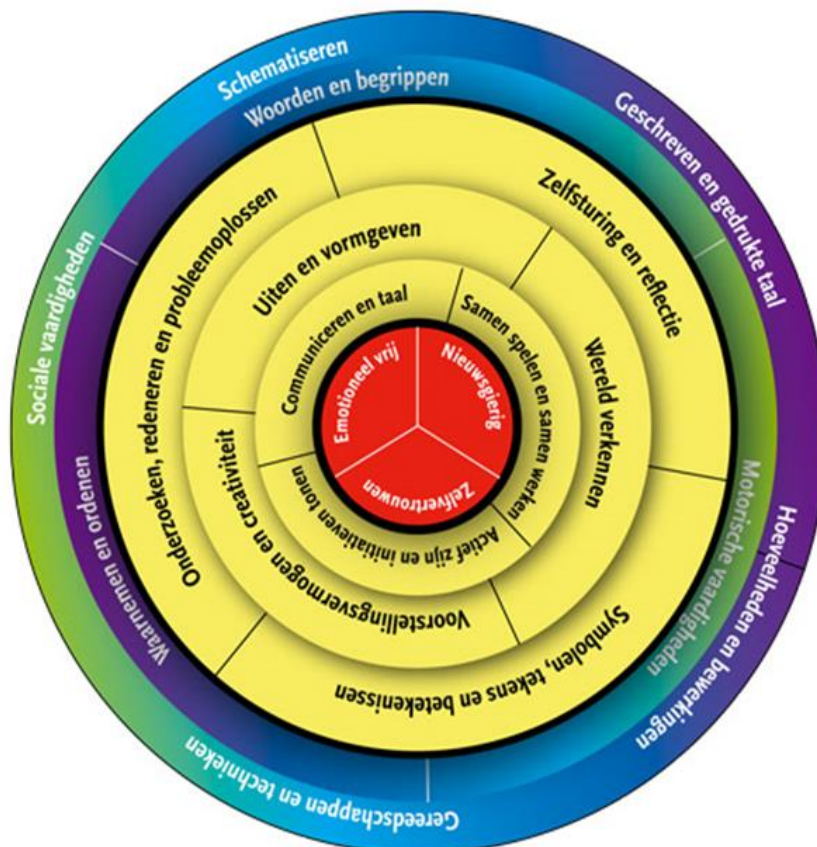 Schematiseren
Woorden en begrippen
Geschreven en gedrukte taal
Sociale vaardigheden
Onderzoeken, redeneren en probleemoplossen
Zelfsturing en reflectie
Uiten en vormgeven
Wereld verkennen
Communiceren en taal
Samen spelen en samen werken
Emotioneel vrij
Nieuwsgierig
Zelfvertrouwen
Actief zijn en initiatieven tonen
Voorstellingsvermogen en creativiteit
Symbolen, tekens en betekenissen
Waarnemen en ordenen
Motorische vaardigheden
Hoeveelheden en bewerkingen
Gereedschappen en technieken